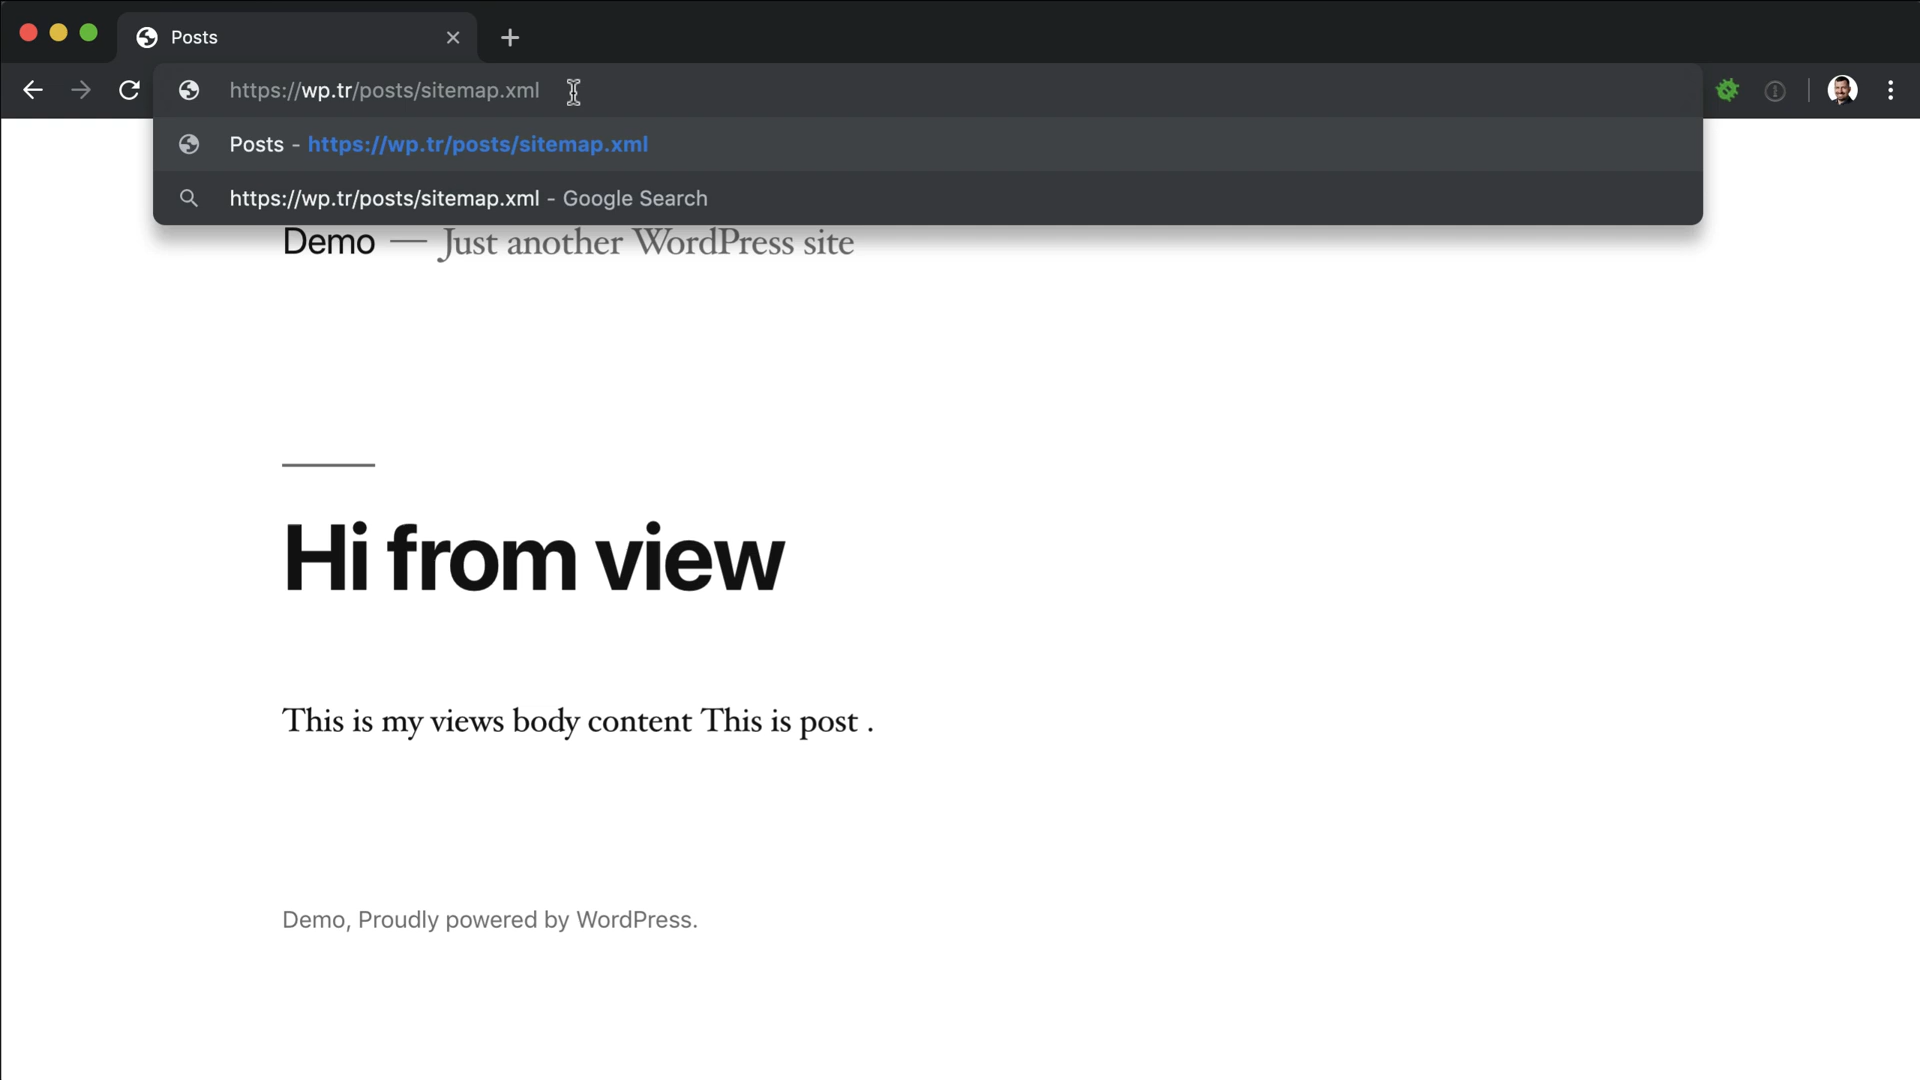 Posts
https://wp.tr/posts/sitemap.xml
Posts - https://wp.tr/posts/sitemap.xml
https://wp.tr/posts/sitemap.xml - Google Search
Demo — Just another WordPress site
Hi from view
This is my views body content This is post .
Demo, Proudly powered by WordPress.